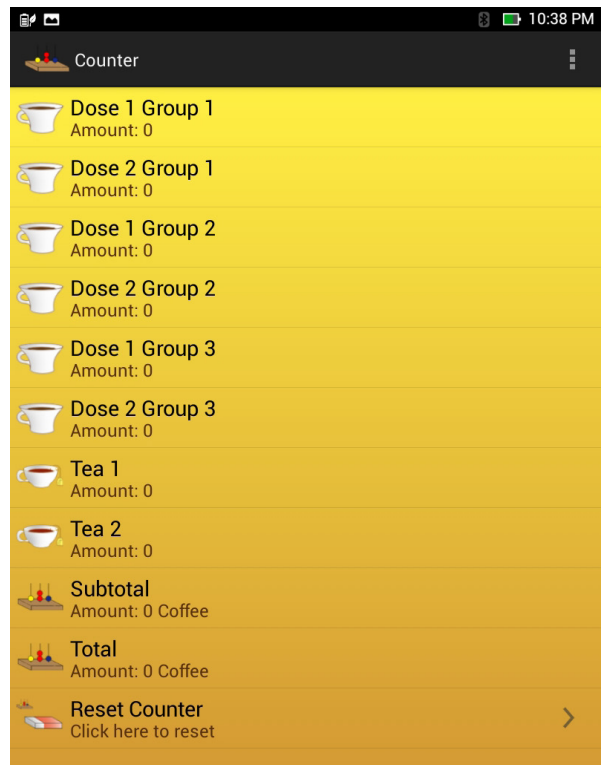 10:38 PM
Counter
Dose 1 Group 1
Amount: 0
Dose 2 Group 1
Amount: 0
Dose 1 Group 2
Amount: 0
Dose 2 Group 2
Amount: 0
Dose 1 Group 3
Amount: 0
Dose 2 Group 3
Amount: 0
Tea 1
Amount: 0
Tea 2
Amount: 0
Subtotal
Amount: 0 Coffee
Total
Amount: 0 Coffee
Reset Counter
Click here to reset